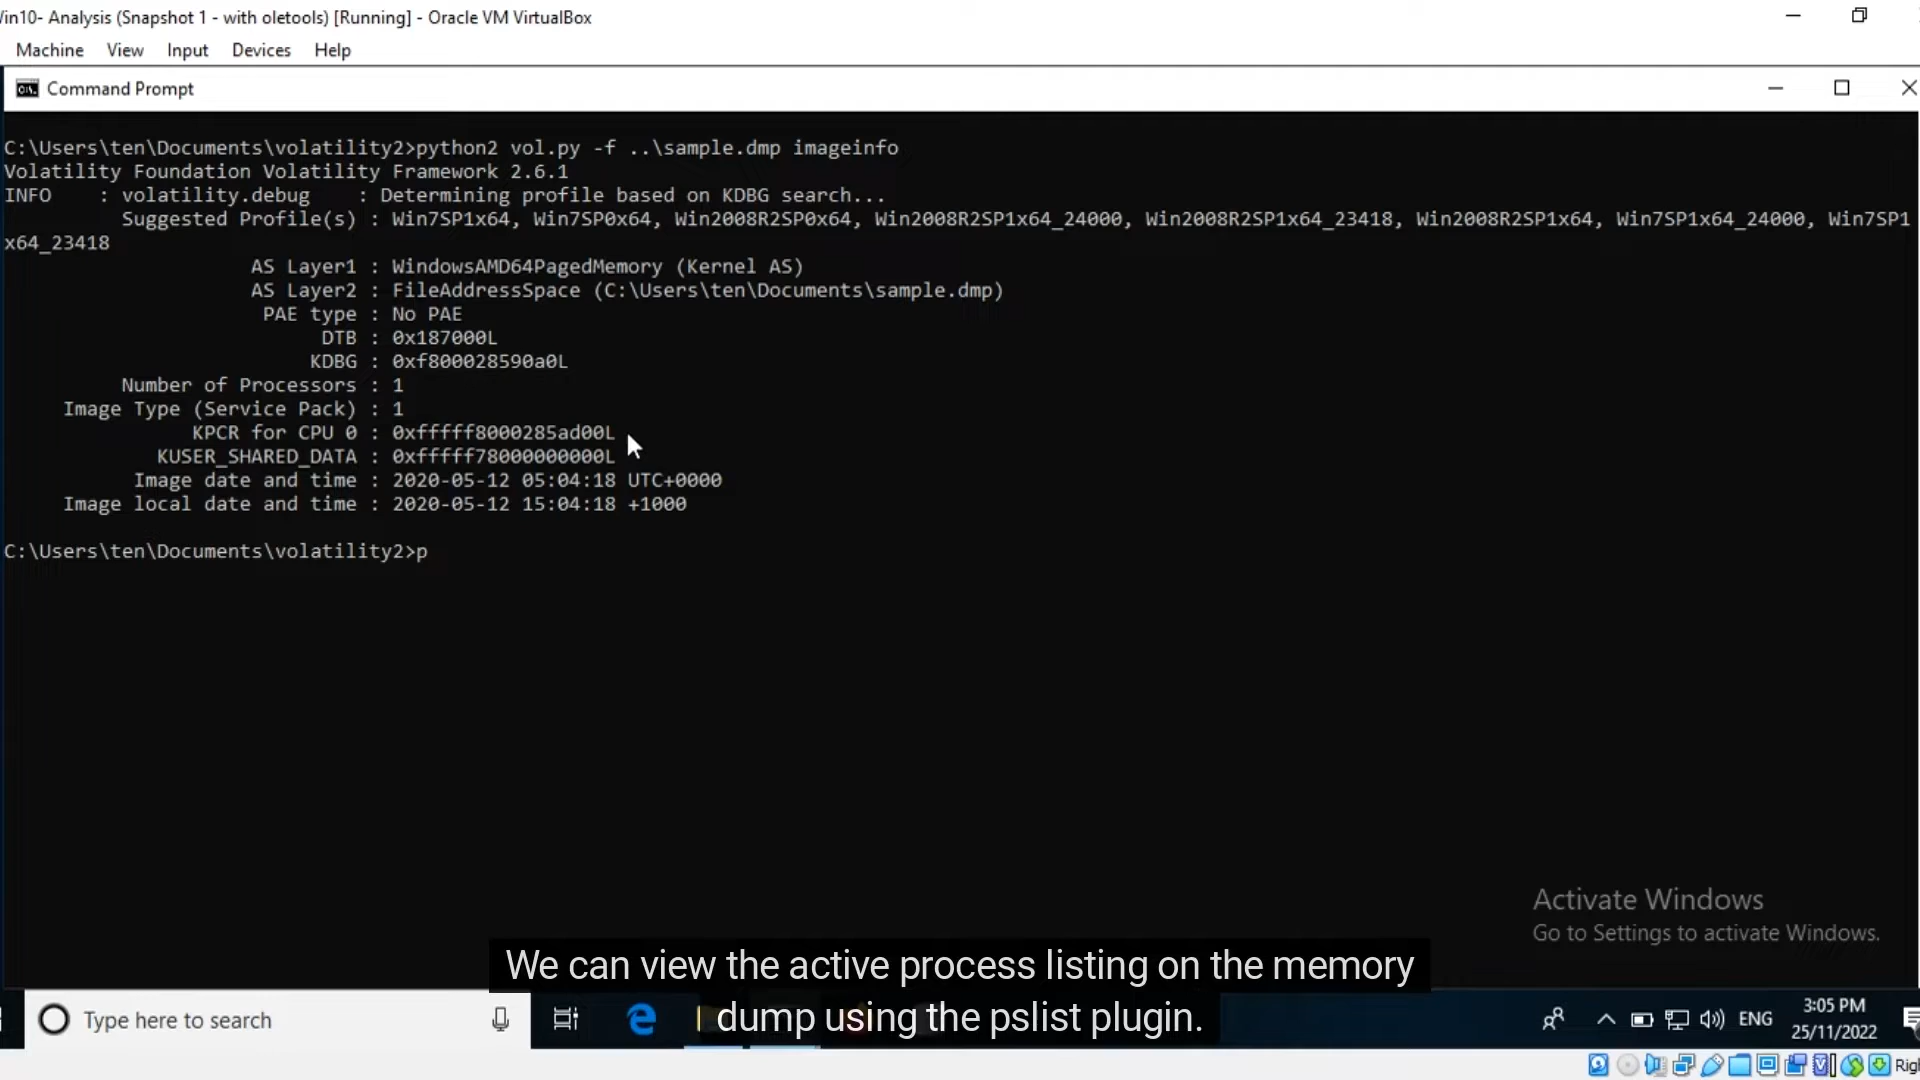 in10- Analysis (Snapshot 1 - with oletools) [Running] - Oracle VM VirtualBox
Machine View Input Devices Help
Command Prompt
C:\Users\ten\Documents\volatility2>python2 vol.py -f ..\sample.dmp imageinfo
Volatility Foundation Volatility Framework 2.6.1
INFO    : volatility.debug    : Determining profile based on KDBG search...
          Suggested Profile(s) : Win7SP1x64, Win7SP0x64, Win2008R2SP0x64, Win2008R2SP1x64_24000, Win2008R2SP1x64_23418, Win2008R2SP1x64, Win7SP1x64_24000, Win7SP1
x64_23418
                     AS Layer1 : WindowsAMD64PagedMemory (Kernel AS)
                     AS Layer2 : FileAddressSpace (C:\Users\ten\Documents\sample.dmp)
                      PAE type : No PAE
                           DTB : 0x187000L
                          KDBG : 0xf800028590a0L
          Number of Processors : 1
     Image Type (Service Pack) : 1
                KPCR for CPU 0 : 0xfffff8000285ad00L
             KUSER_SHARED_DATA : 0xfffff78000000000L
           Image date and time : 2020-05-12 05:04:18 UTC+0000
     Image local date and time : 2020-05-12 15:04:18 +1000
C:\Users\ten\Documents\volatility2>p
Activate Windows
Go to Settings to activate Windows.
We can view the active process listing on the memory
dump using the pslist plugin.
Type here to search
ENG
3:05 PM
25/11/2022
Rig